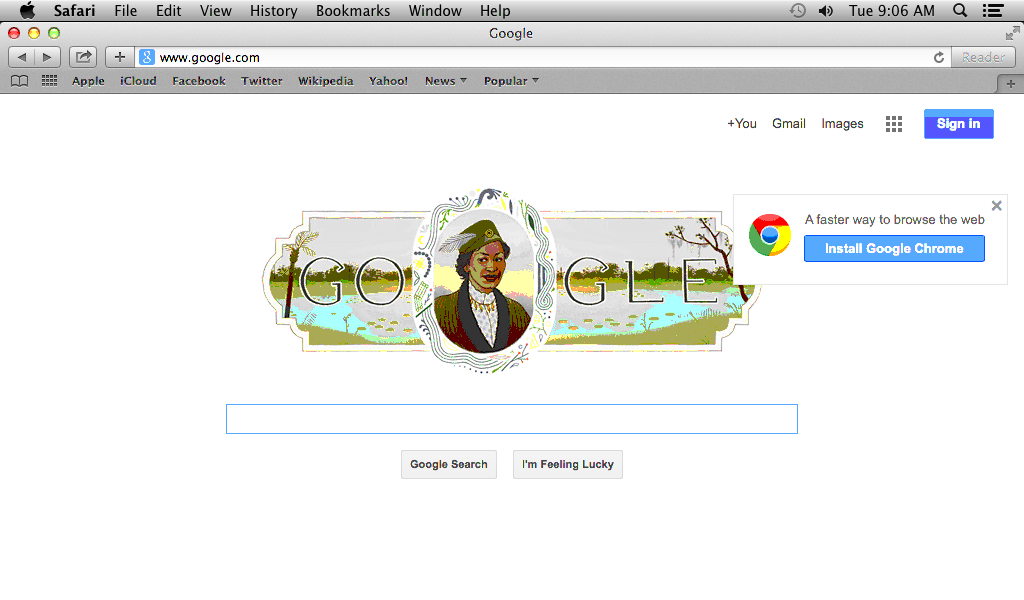 Safari File Edit View History Bookmarks Window Help Tue 9:06 AM
Google
www.google.com Reader
Apple iCloud Facebook Twitter Wikipedia Yahoo! News Popular
+You Gmail Images Sign in
A faster way to browse the web
Install Google Chrome
GOOGLE
Google Search I'm Feeling Lucky